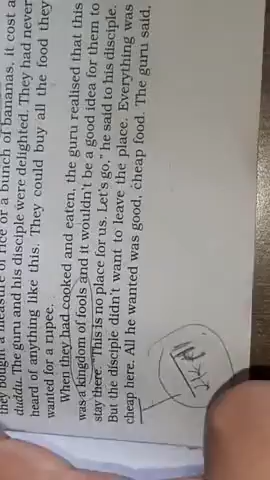 they bought a measure of rice or a bunch of bananas, it cost a
duddu. The guru and his disciple were delighted. They had never
heard of anything like this. They could buy all the food they
wanted for a rupee.
When they had cooked and eaten, the guru realised that this
was a kingdom of fools and it wouldn't be a good idea for them to
stay there. "This is no place for us. Let's go," he said to his disciple.
But the disciple didn't want to leave the place. Everything was
cheap here. All he wanted was good, cheap food. The guru said,